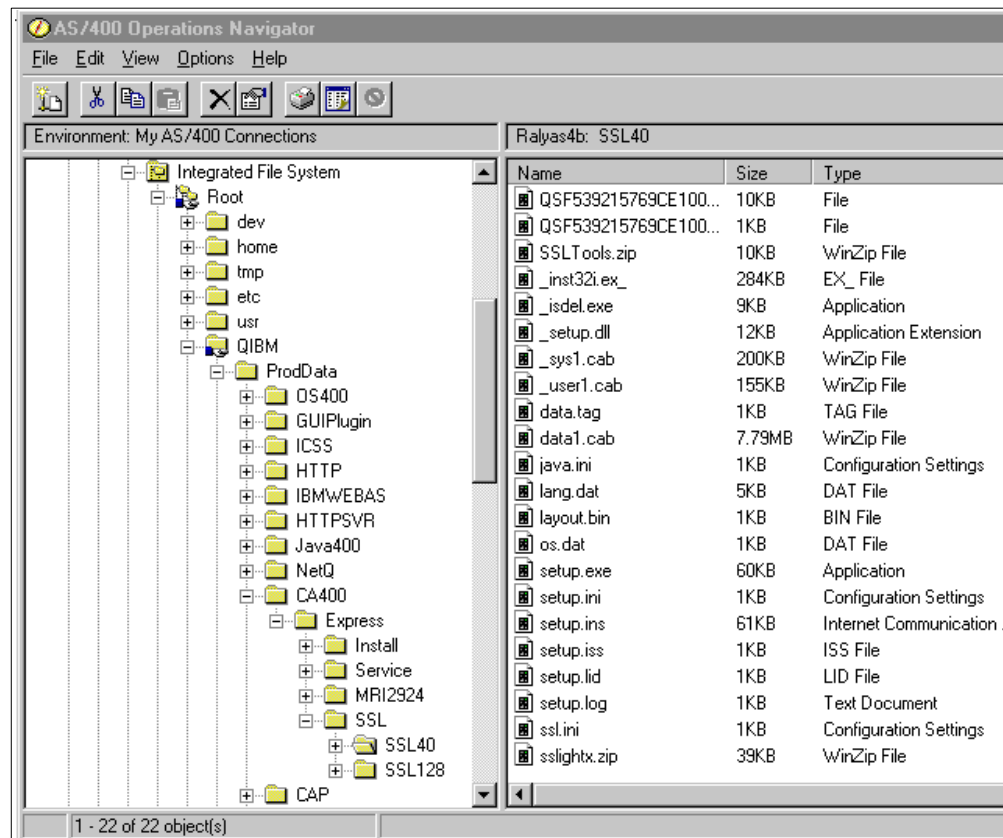 AS/400 Operations Navigator
File Edit View Options Help
Environment: My AS/400 Connections
Integrated File System
Root
dev
home
tmp
etc
usr
QIBM
ProdData
OS400
GUIPlugin
ICSS
HTTP
IBMWEBAS
HTTPSVR
Java400
NetQ
CA400
Express
Install
Service
MRI2924
SSL
SSL40
SSL128
CAP
Ralyas4b: SSL40
Name Size Type
QSF539215769CE100... 10KB File
QSF539215769CE100... 1KB File
SSLTools.zip 10KB WinZip File
_inst32i.ex_ 284KB EX_ File
_isdel.exe 9KB Application
_setup.dll 12KB Application Extension
_sys1.cab 200KB WinZip File
_user1.cab 155KB WinZip File
data.tag 1KB TAG File
data1.cab 7.79MB WinZip File
java.ini 1KB Configuration Settings
lang.dat 5KB DAT File
layout.bin 1KB BIN File
os.dat 1KB DAT File
setup.exe 60KB Application
setup.ini 1KB Configuration Settings
setup.ins 61KB Internet Communication
setup.iss 1KB ISS File
setup.lid 1KB LID File
setup.log 1KB Text Document
ssl.ini 1KB Configuration Settings
sslightx.zip 39KB WinZip File
1 - 22 of 22 object(s)